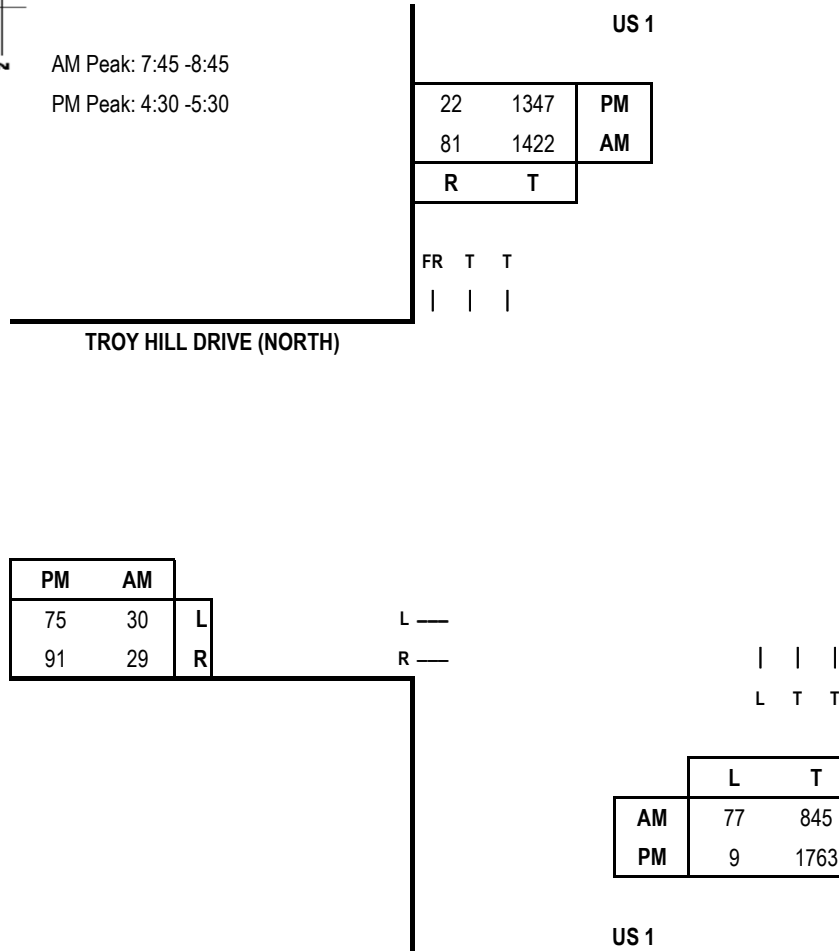 US 1
AM Peak: 7:45 -8:45
PM Peak: 4:30 -5:30
22 1347 PM
81 1422 AM
R T
FR T T
TROY HILL DRIVE (NORTH)
PM AM
75 30 L
91 29 R
L
R
L T T
L T
AM 77 845
PM 9 1763
US 1